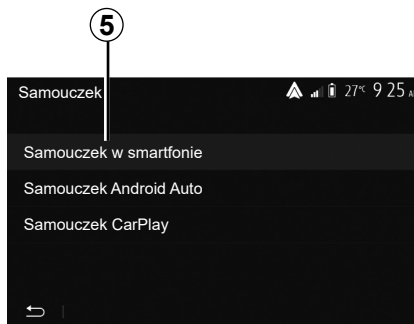 5
Samouczek
27°C 9 25
Samouczek w smartfonie
Samouczek Android Auto
Samouczek CarPlay